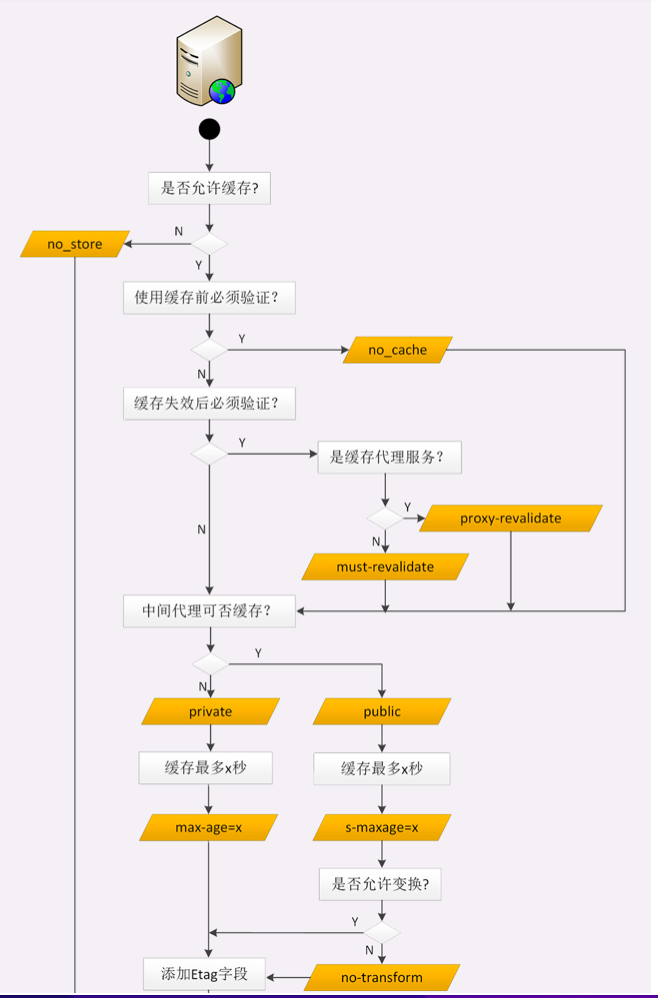 是否允许缓存?
N
no_store
Y
使用缓存前必须验证?
Y
no_cache
N
缓存失效后必须验证?
Y
是缓存代理服务?
Y
proxy-revalidate
N
N
must-revalidate
中间代理可否缓存?
Y
N
private
public
缓存最多x秒
缓存最多x秒
max-age=x
s-maxage=x
是否允许变换?
Y
N
添加Etag字段
no-transform